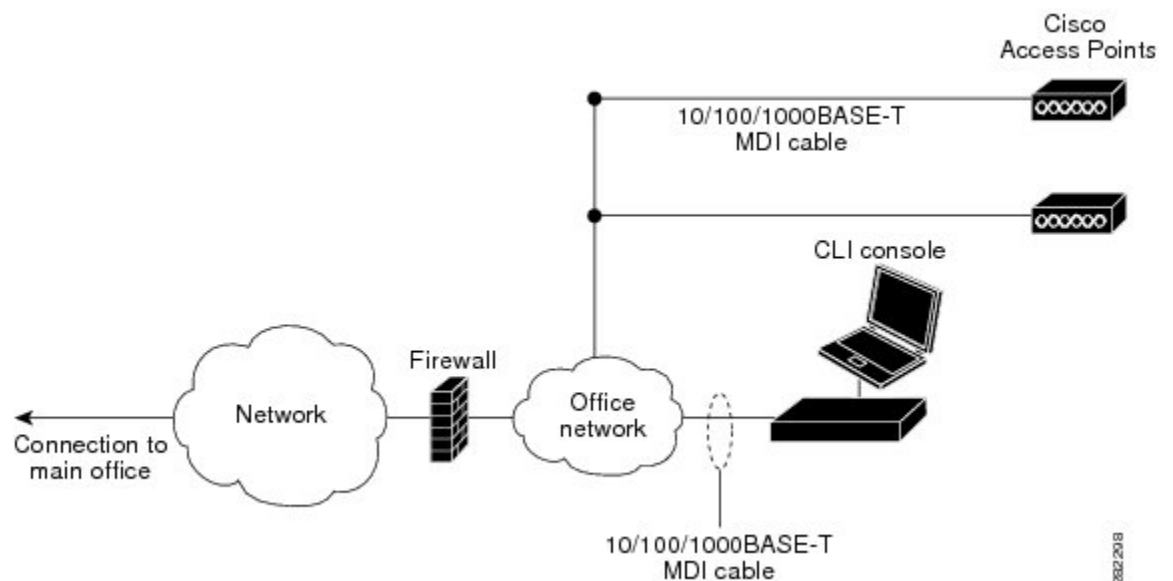 Cisco
Access Points
10/100/1000BASE-T
MDI cable
CLI console
Firewall
Network
Office
network
Connection to
main office
10/100/1000BASE-T
MDI cable
282298